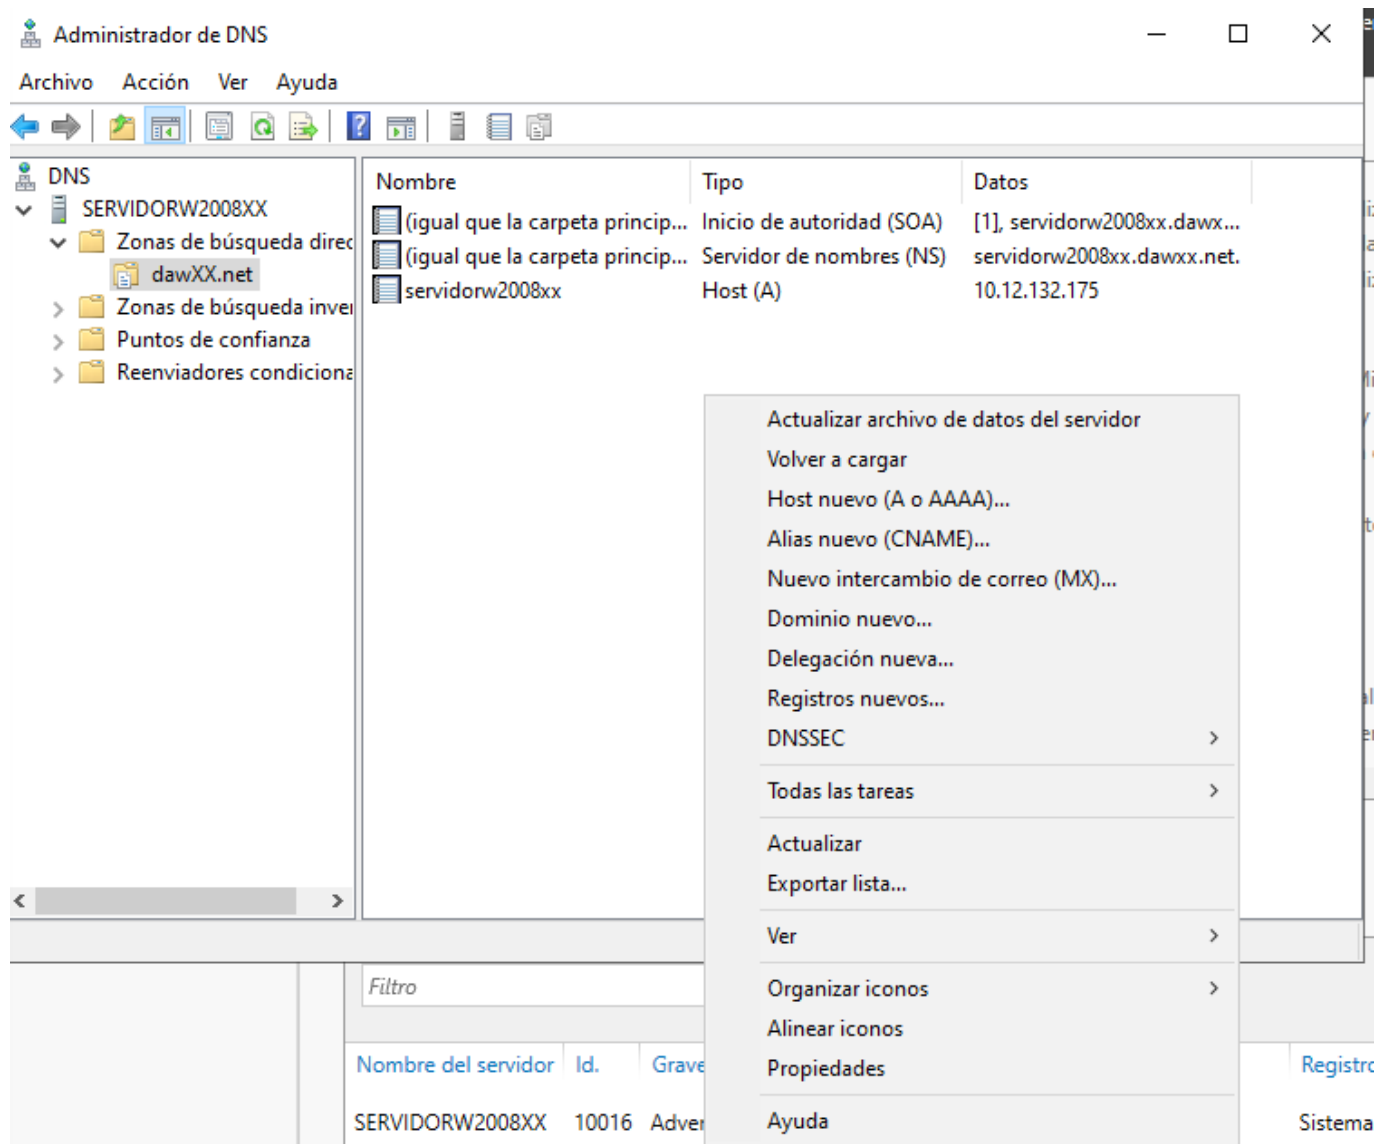 Administrador de DNS
Archivo Acción Ver Ayuda
DNS
SERVIDORW2008XX
Zonas de búsqueda direc
dawXX.net
Zonas de búsqueda inver
Puntos de confianza
Reenviadores condiciona
Nombre Tipo Datos
(igual que la carpeta princip... Inicio de autoridad (SOA) [1], servidorw2008xx.dawx...
(igual que la carpeta princip... Servidor de nombres (NS) servidorw2008xx.dawxx.net.
servidorw2008xx Host (A) 10.12.132.175
Actualizar archivo de datos del servidor
Volver a cargar
Host nuevo (A o AAAA)...
Alias nuevo (CNAME)...
Nuevo intercambio de correo (MX)...
Dominio nuevo...
Delegación nueva...
Registros nuevos...
DNSSEC
Todas las tareas
Actualizar
Exportar lista...
Ver
Organizar iconos
Alinear iconos
Propiedades
Ayuda
Filtro
Nombre del servidor Id. Grave Registro
SERVIDORW2008XX 10016 Adver Sistema